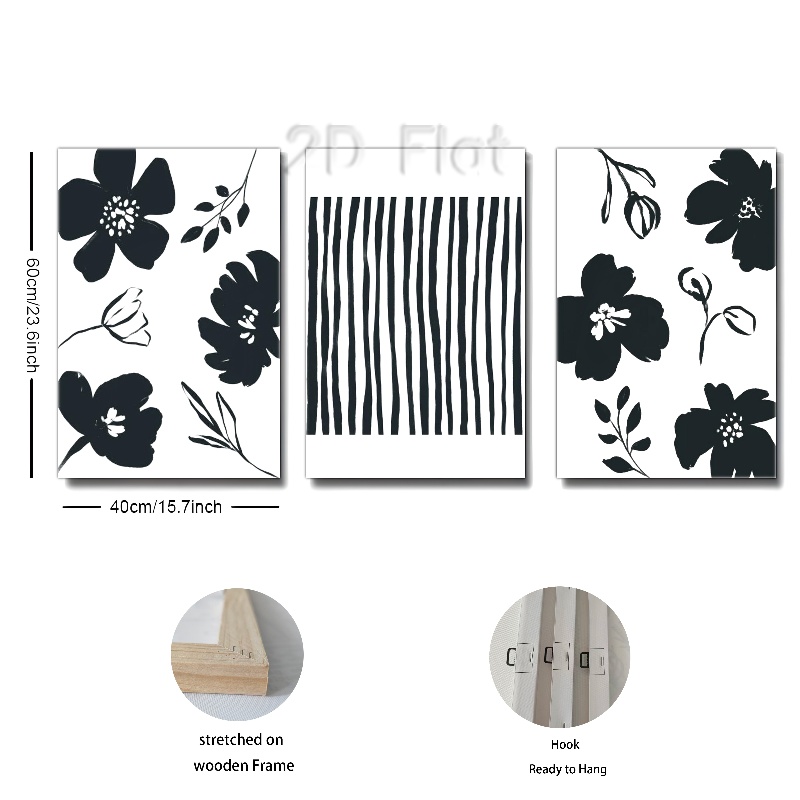 2D Flat
60cm/23.6inch
40cm/15.7inch
stretched on
wooden Frame
Hook
Ready to Hang